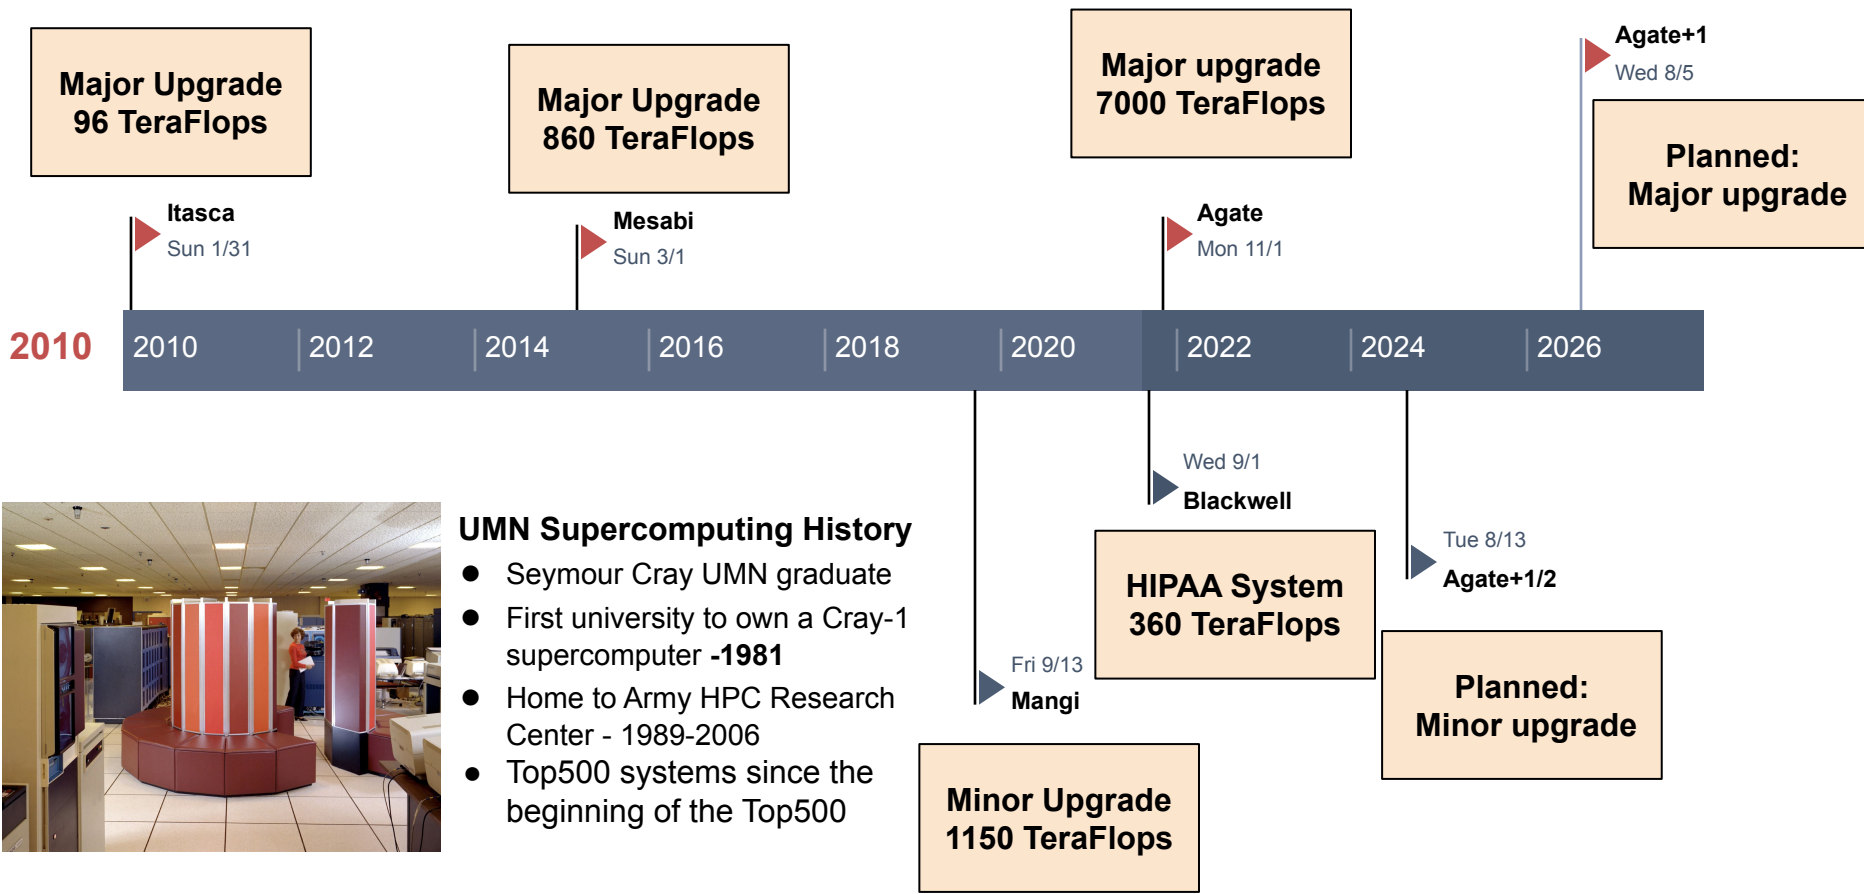 Major Upgrade
96 TeraFlops
Major Upgrade
860 TeraFlops
Major upgrade
7000 TeraFlops
Agate+1
Wed 8/5
Planned:
Major upgrade
Itasca
Sun 1/31
Mesabi
Sun 3/1
Agate
Mon 11/1
2010
2010
2012
2014
2016
2018
2020
2022
2024
2026
Wed 9/1
Blackwell
HIPAA System
360 TeraFlops
Tue 8/13
Agate+1/2
Planned:
Minor upgrade
Fri 9/13
Mangi
Minor Upgrade
1150 TeraFlops
UMN Supercomputing History
● Seymour Cray UMN graduate
● First university to own a Cray-1
supercomputer -1981
● Home to Army HPC Research
Center - 1989-2006
● Top500 systems since the
beginning of the Top500